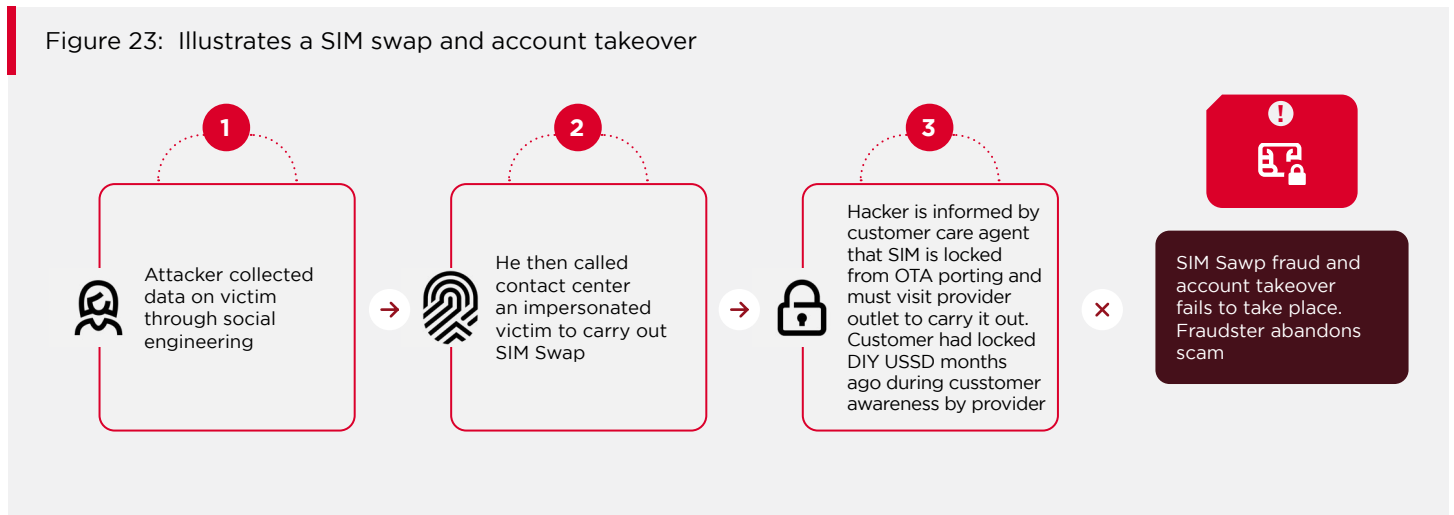 Figure 23: Illustrates a SIM swap and account takeover
1
Attacker collected
data on victim
through social
engineering
2
He then called
contact center
an impersonated
victim to carry out
SIM Swap
3
Hacker is informed by
customer care agent
that SIM is locked
from OTA porting and
must visit provider
outlet to carry it out.
Customer had locked
DIY USSD months
ago during cusstomer
awareness by provider
!
SIM Sawp fraud and
account takeover
fails to take place.
Fraudster abandons
scam